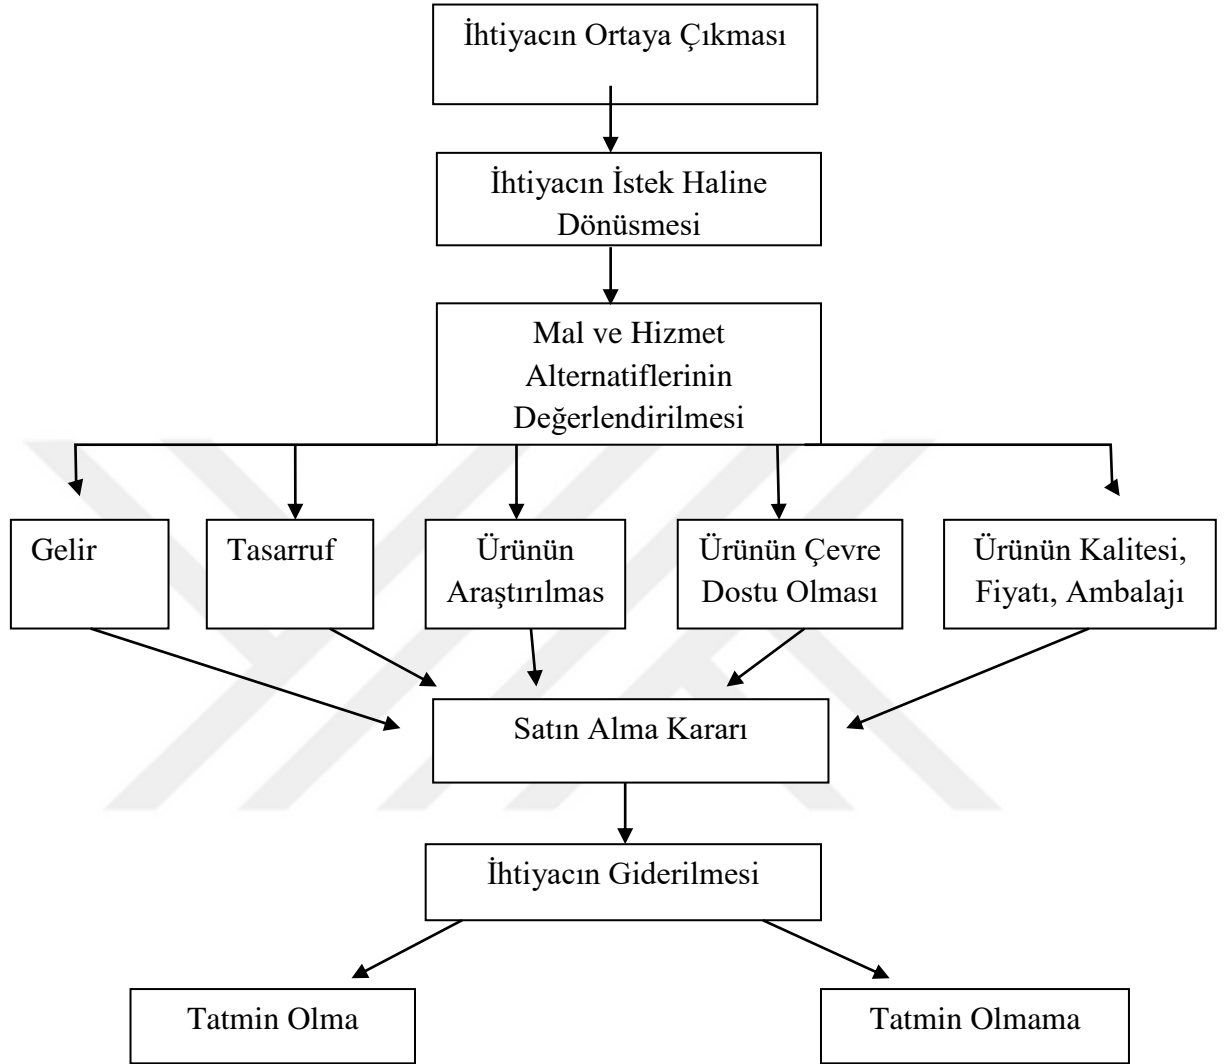 İhtiyacın Ortaya Çıkması
İhtiyacın İstek Haline
Dönüsmesi
Mal ve Hizmet
Alternatiflerinin
Değerlendirilmesi
Gelir
Tasarruf
Ürünün
Araştırılmas
Ürünün Çevre
Dostu Olması
Ürünün Kalitesi,
Fiyatı, Ambalajı
Satın Alma Kararı
İhtiyacın Giderilmesi
Tatmin Olma
Tatmin Olmama